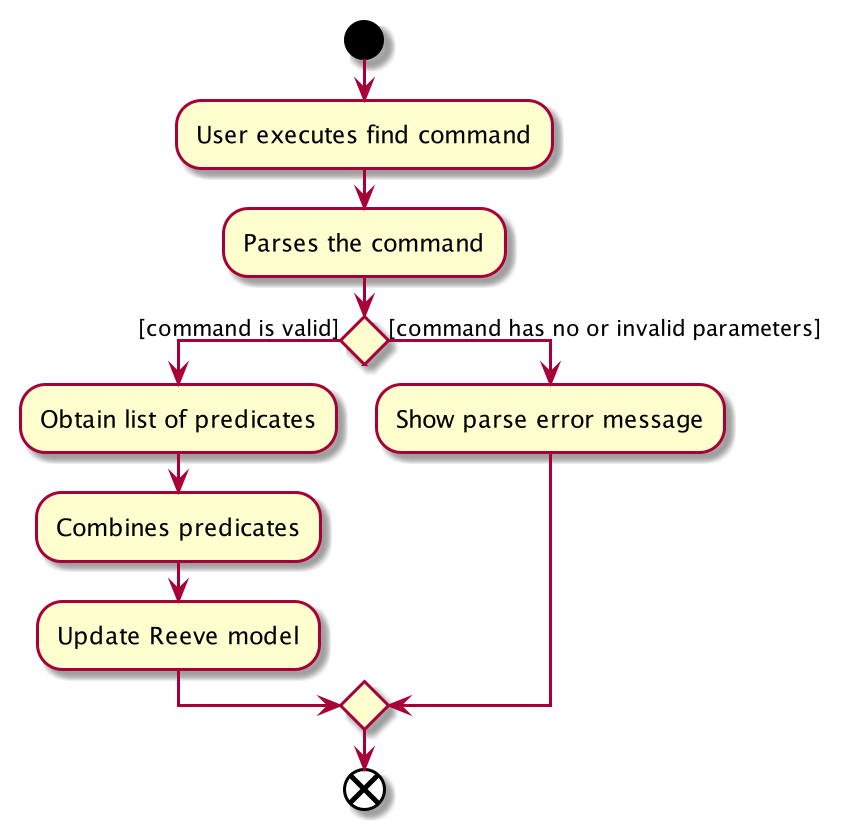 User executes find command
Parses the command
[command is valid]
[command has no or invalid parameters]
Obtain list of predicates
Show parse error message
Combines predicates
Update Reeve model